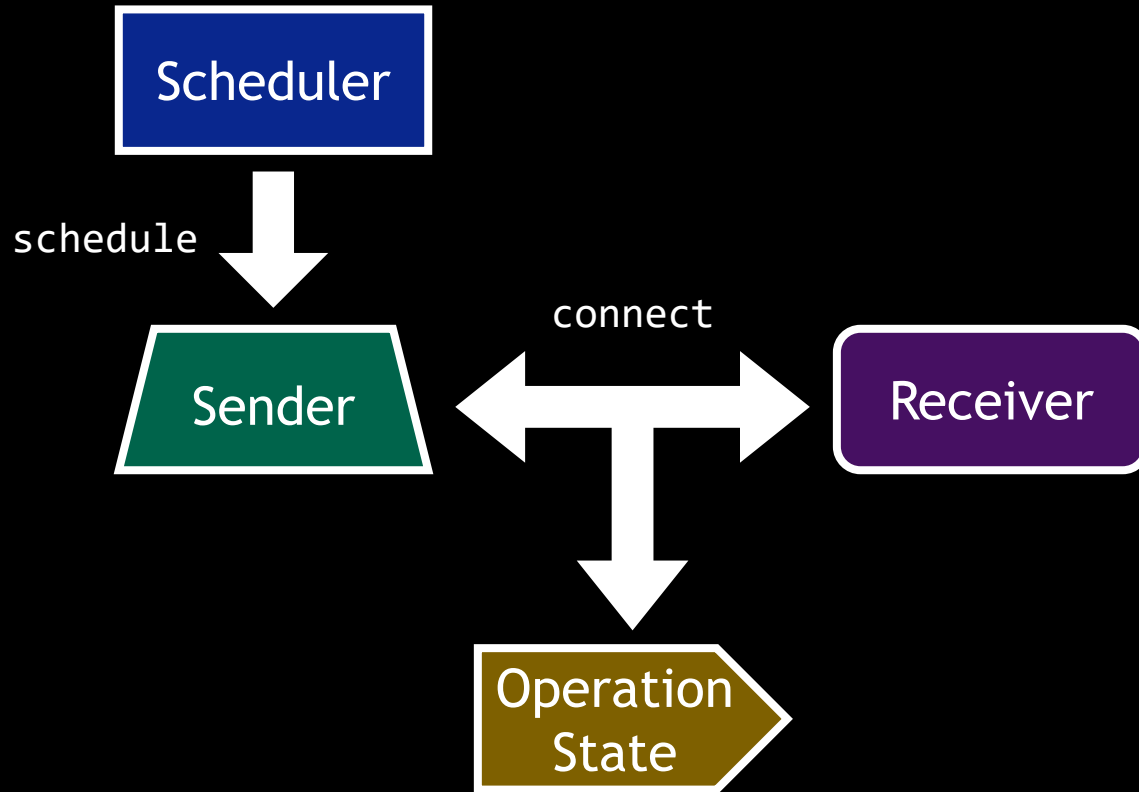 Scheduler
schedule
connect
Sender
Receiver
Operation
State